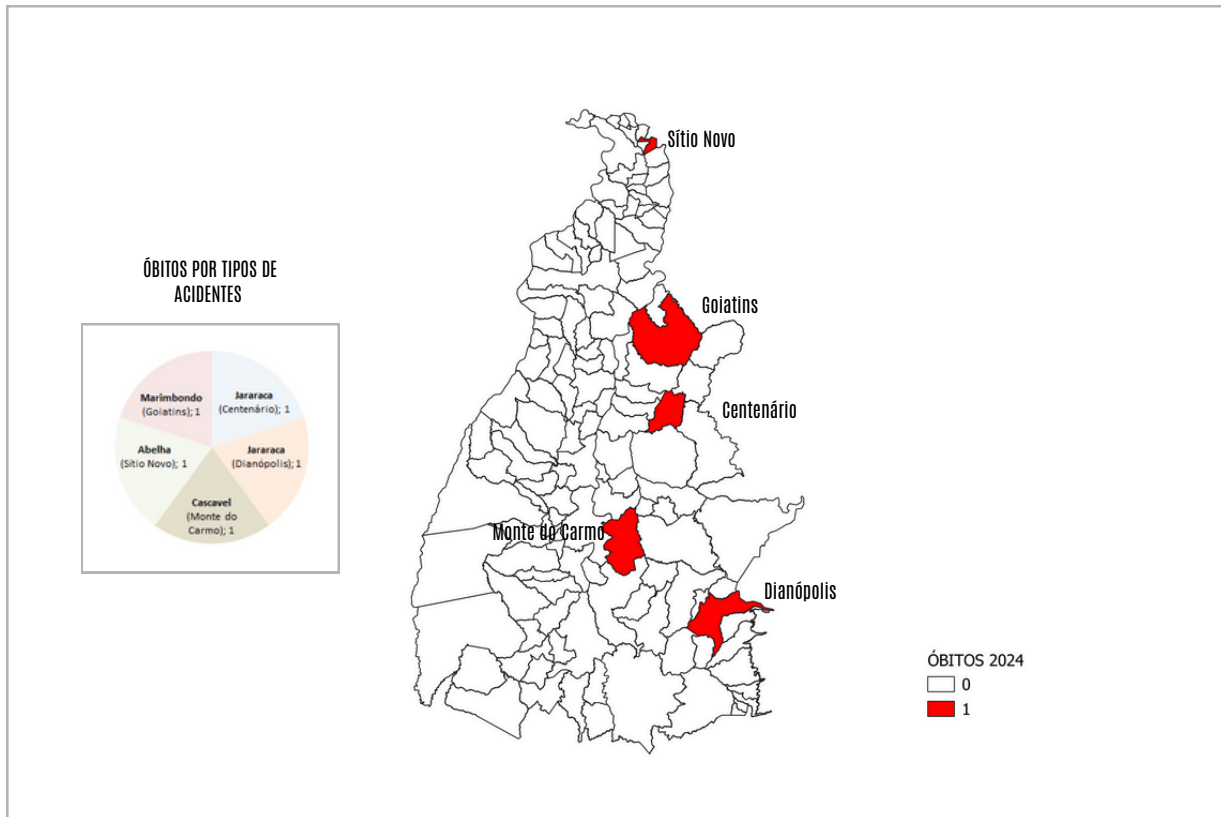 Sítio Novo
Goiatins
Centenário
Monte do Carmo
Dianópolis
ÓBITOS POR TIPOS DE
ACIDENTES
Marimbondo
(Goiatins); 1
Jararaca
(Centenário); 1
Abelha
(Sítio Novo); 1
Jararaca
(Dianópolis); 1
Cascavel
(Monte do
Carmo); 1
ÓBITOS 2024
0
1